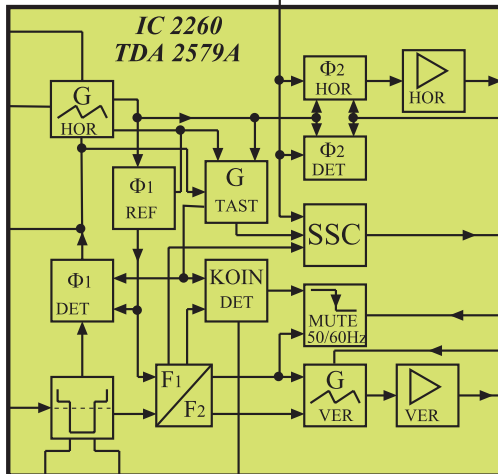 IC 2260
TDA 2579A
G
HOR
Φ2
HOR
HOR
Φ2
DET
Φ1
REF
G
TAST
SSC
Φ1
DET
KOIN
DET
MUTE
50/60Hz
F1
F2
G
VER
VER